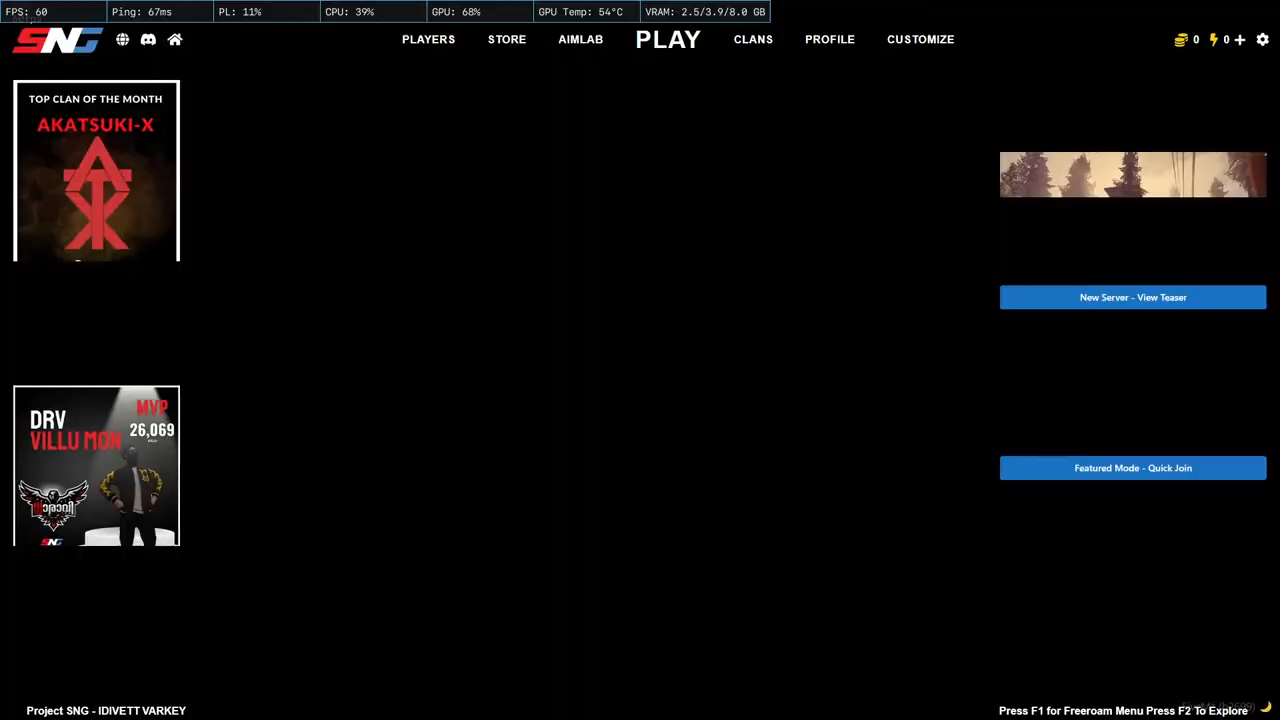 FPS: 60
Ping: 67ms
PL: 11%
CPU: 39%
GPU: 68%
GPU Temp: 54°C
VRAM: 2.5/3.9/8.0 GB
SNG
PLAYERS
STORE
AIMLAB
PLAY
CLANS
PROFILE
CUSTOMIZE
0
0
TOP CLAN OF THE MONTH
AKATSUKI-X
New Server - View Teaser
MVP
DRV
26,069
VILLU MON
SNG
Featured Mode - Quick Join
Project SNG - IDIVETT VARKEY
Press F1 for Freeroam Menu Press F2 To Explore